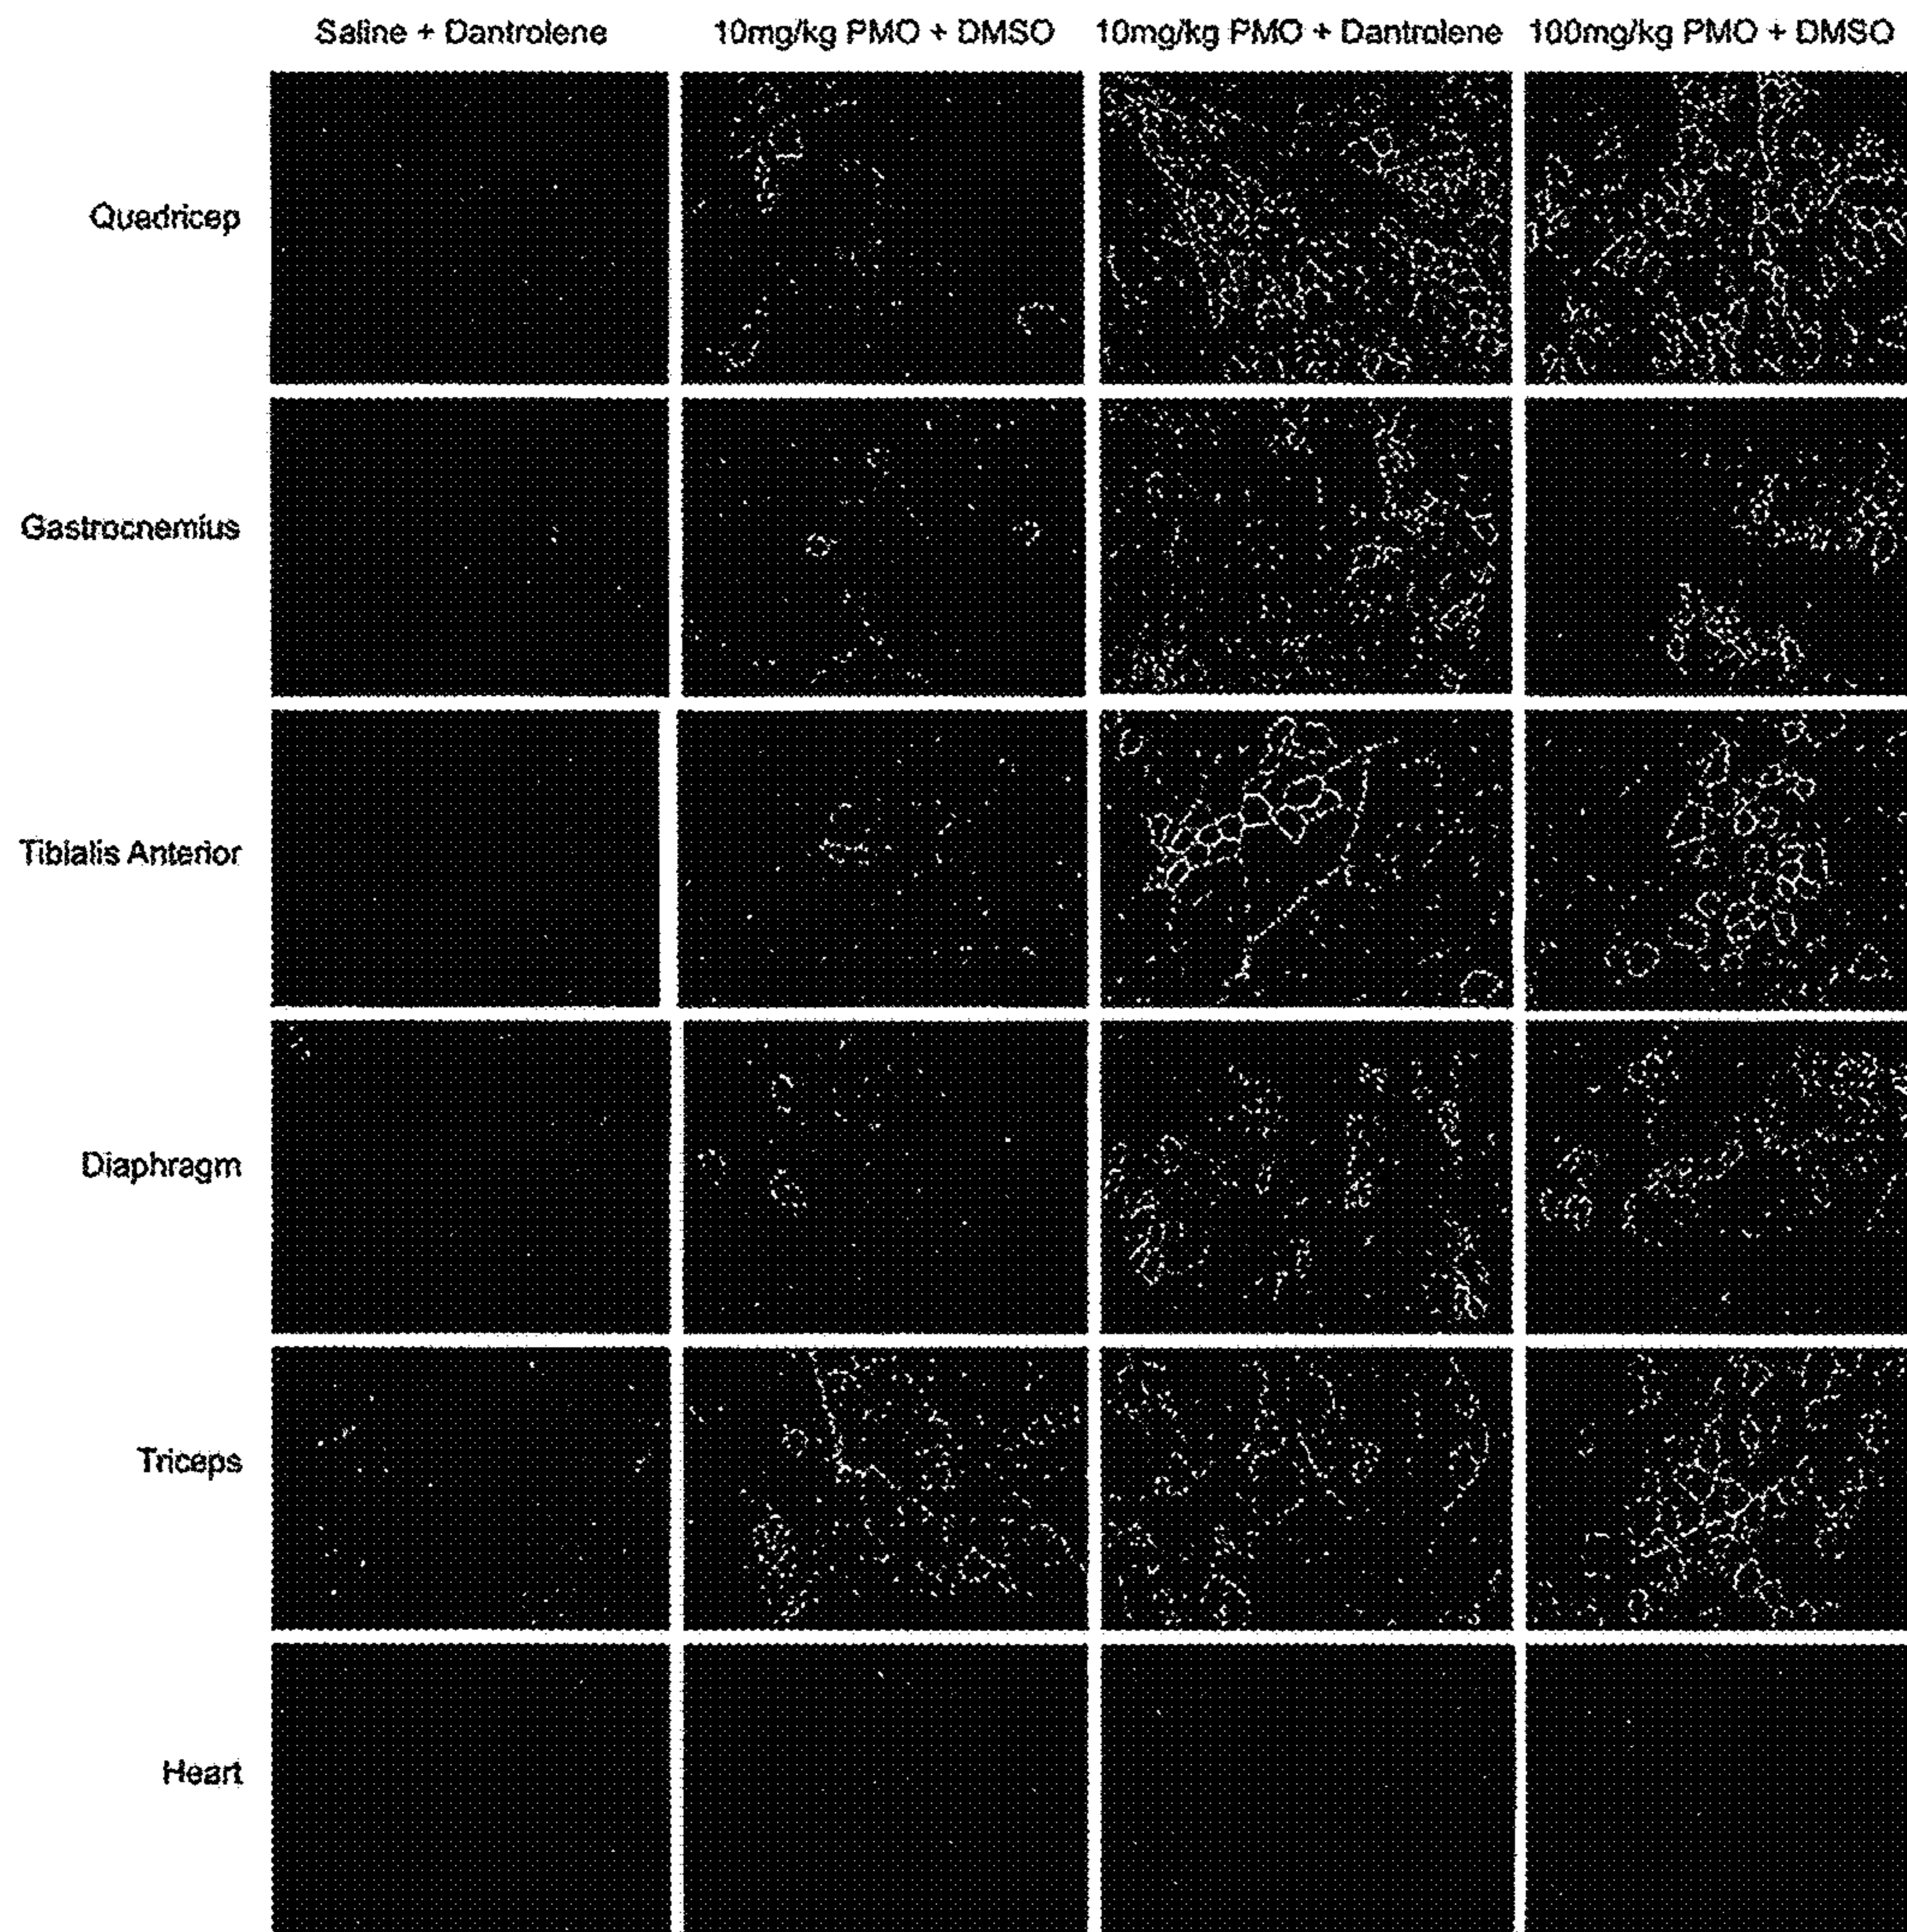 Saline + Dantrolene 10mg/kg PMO + DMSO 10mg/kg PMO + Dantrolene 100mg/kg PMO + DMSO
Quadricep
Gastrocnemius
Tibialis Anterior
Diaphragm
Triceps
Heart